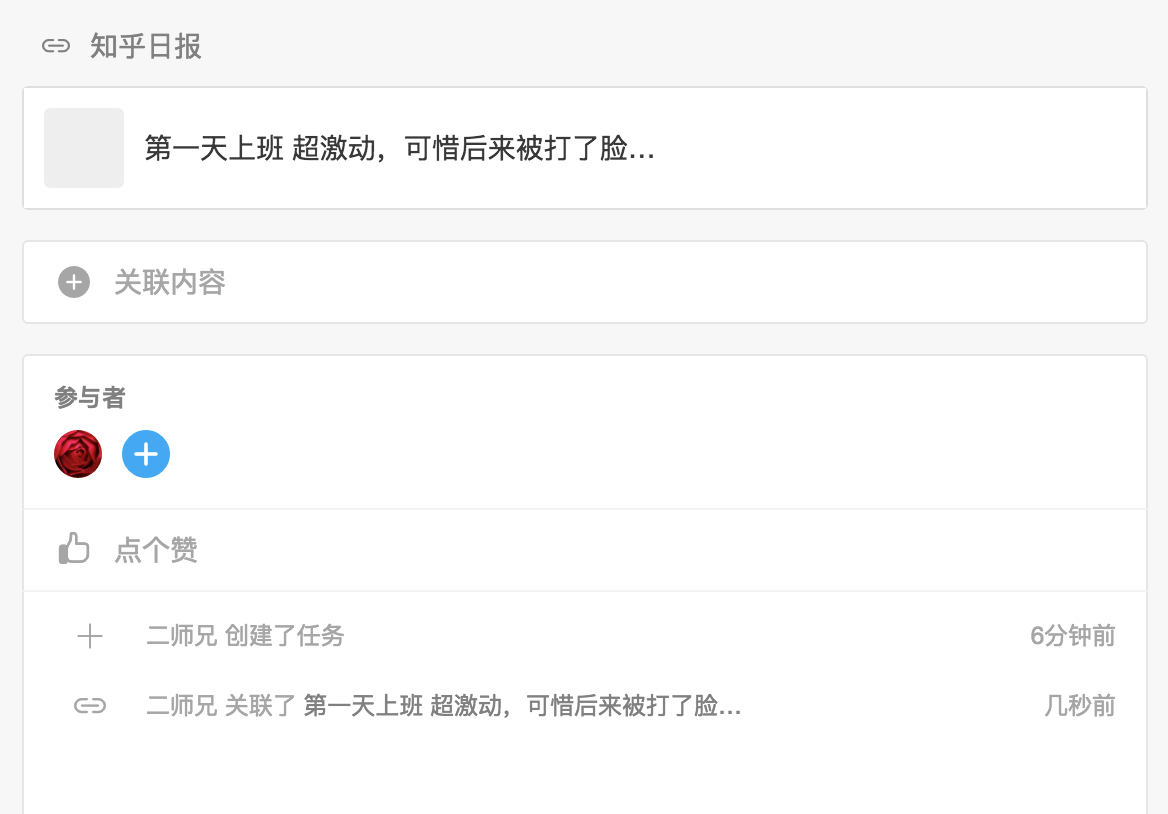 知乎日报
第一天上班 超激动，可惜后来被打了脸…
关联内容
参与者
点个赞
二师兄 创建了任务 6分钟前
二师兄 关联了 第一天上班 超激动，可惜后来被打了脸… 几秒前